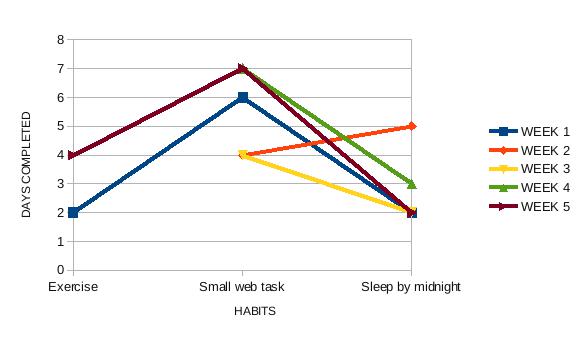 8
7
6
5
4
3
2
1
0
DAYS COMPLETED
Exercise
Small web task
Sleep by midnight
HABITS
WEEK 1
WEEK 2
WEEK 3
WEEK 4
WEEK 5